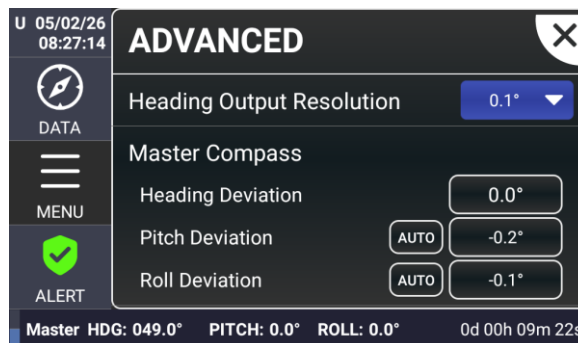 U 05/02/26
08:27:14
ADVANCED
DATA
Heading Output Resolution 0.1°
Master Compass
MENU
Heading Deviation 0.0°
Pitch Deviation AUTO -0.2°
Roll Deviation AUTO -0.1°
ALERT
Master HDG: 049.0° PITCH: 0.0° ROLL: 0.0° 0d 00h 09m 22s